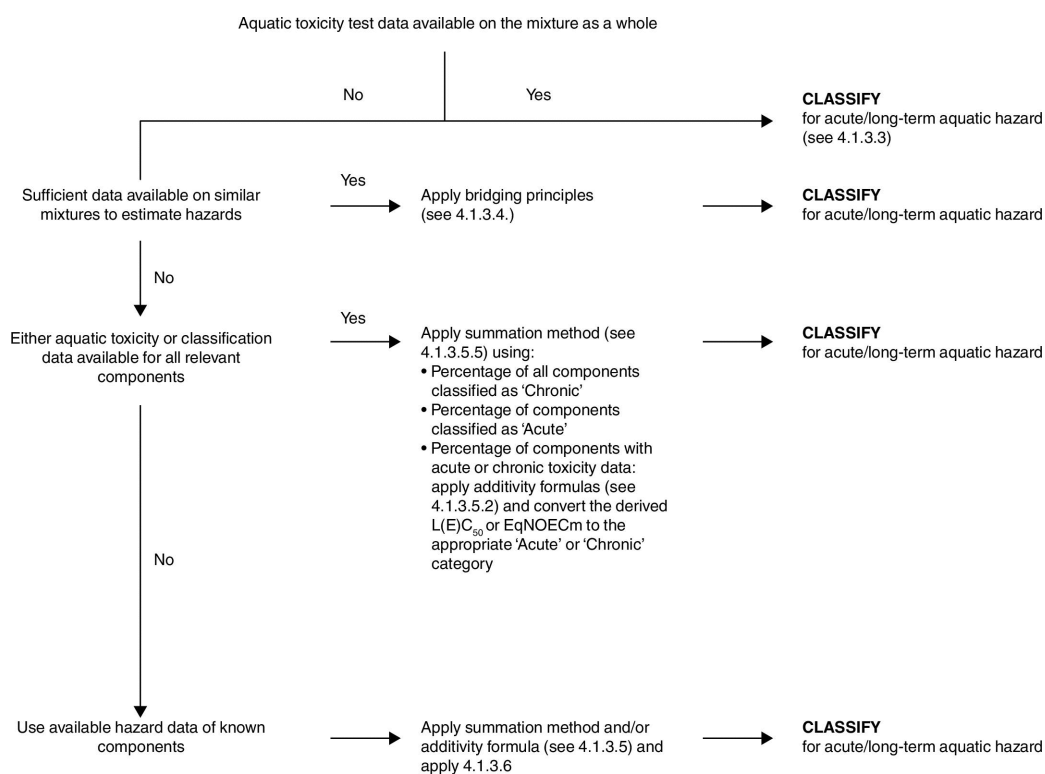 Aquatic toxicity test data available on the mixture as a whole
No
Yes
CLASSIFY
for acute/long-term aquatic hazard
(see 4.1.3.3)
Sufficient data available on similar
mixtures to estimate hazards
Yes
Apply bridging principles
(see 4.1.3.4.)
CLASSIFY
for acute/long-term aquatic hazard
No
Either aquatic toxicity or classification
data available for all relevant
components
Yes
Apply summation method (see
4.1.3.5.5) using:
• Percentage of all components
classified as ‘Chronic’
• Percentage of components
classified as ‘Acute’
• Percentage of components with
acute or chronic toxicity data:
apply additivity formulas (see
4.1.3.5.2) and convert the derived
L(E)C50 or EqNOECm to the
appropriate ‘Acute’ or ‘Chronic’
category
CLASSIFY
for acute/long-term aquatic hazard
No
Use available hazard data of known
components
Apply summation method and/or
additivity formula (see 4.1.3.5) and
apply 4.1.3.6
CLASSIFY
for acute/long-term aquatic hazard